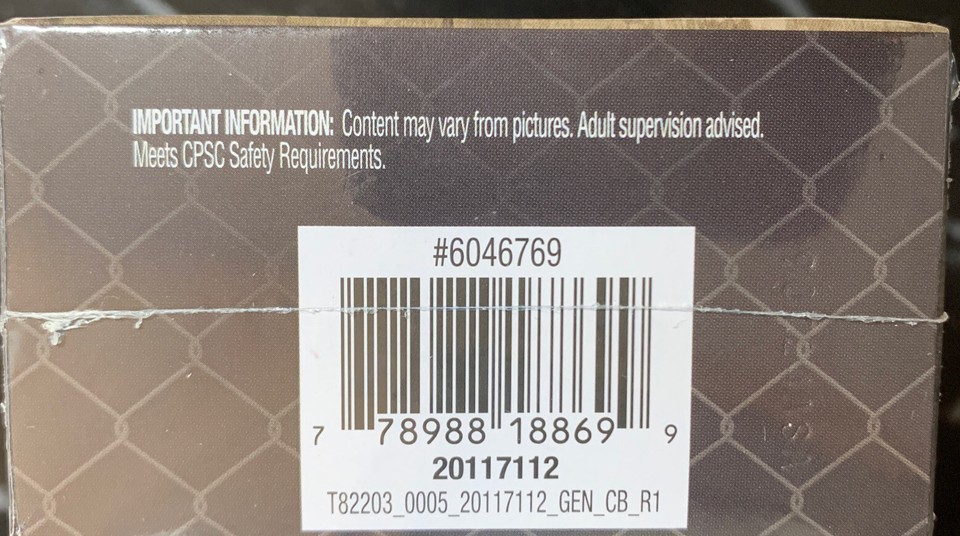 IMPORTANT INFORMATION: Content may vary from pictures. Adult supervision advised.
Meets CPSC Safety Requirements.
#6046769
7 78988 18869 9
20117112
T82203_0005_20117112_GEN_CB_R1